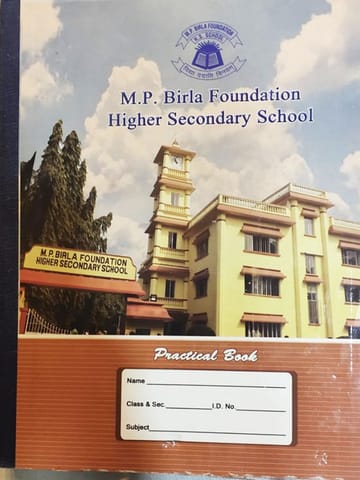 M.P. BIRLA FOUNDATION
H.S. SCHOOL
M.P. Birla Foundation
Higher Secondary School
M.P. BIRLA FOUNDATION
HIGHER SECONDARY SCHOOL
Practical Book
Name
Class & Sec. I.D. No.
Subject